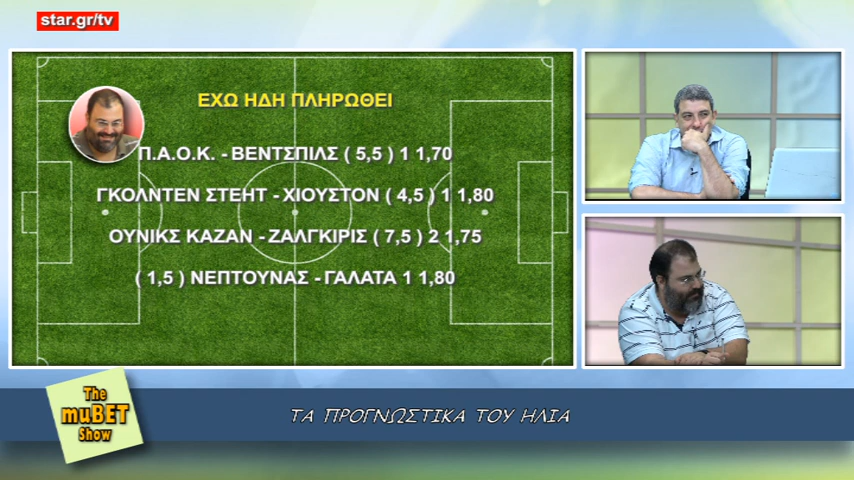 star.gr/tv
ΕΧΩ ΗΔΗ ΠΛΗΡΩΘΕΙ
Π.Α.Ο.Κ. - ΒΕΝΤΣΠΙΛΣ ( 5,5 ) 1 1,70
ΓΚΟΛΝΤΕΝ ΣΤΕΗΤ - ΧΙΟΥΣΤΟΝ ( 4,5 ) 1 1,80
ΟΥΝΙΚΣ ΚΑΖΑΝ - ΖΑΛΓΚΙΡΙΣ ( 7,5 ) 2 1,75
( 1,5 ) ΝΕΠΤΟΥΝΑΣ - ΓΑΛΑΤΑ 1 1,80
The
muBET
Show
ΤΑ ΠΡΟΓΝΩΣΤΙΚΑ ΤΟΥ ΗΛΙΑ